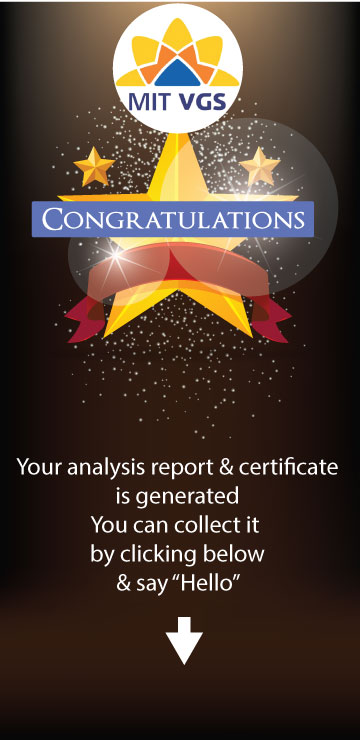 MIT VGS
CONGRATULATIONS
Your analysis report & certificate
is generated
You can collect it
by clicking below
& say “Hello”